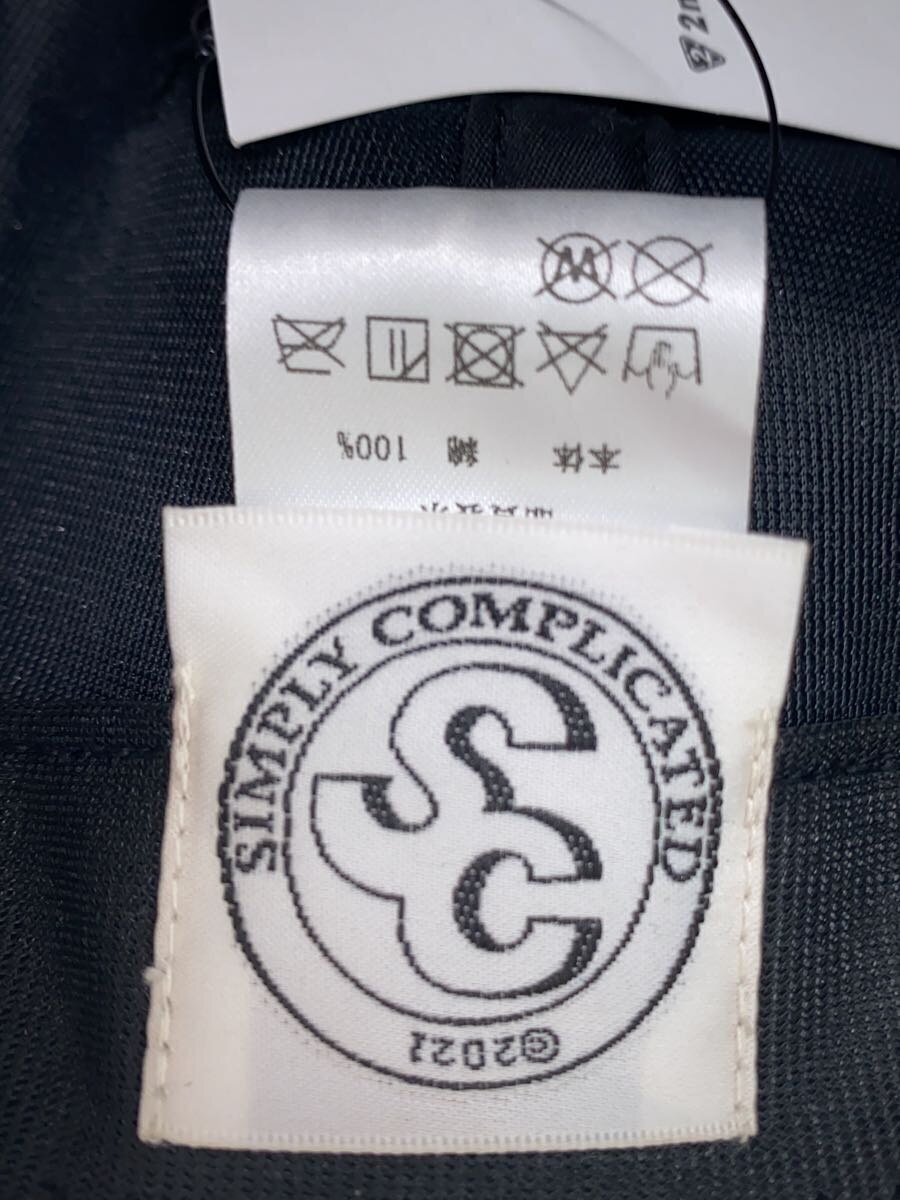 本体 綿 100%
SIMPLY COMPLICATED
SC
©2021